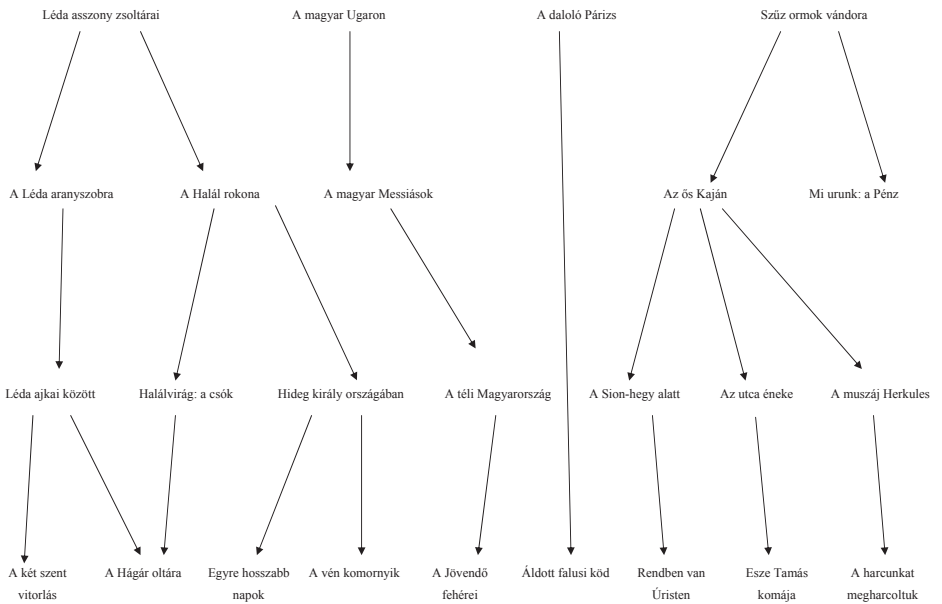 Léda asszony zsoltárai
A magyar Ugaron
A daloló Párizs
Szűz ormok vándora
A Léda aranyszobra
A Halál rokona
A magyar Messiások
Az ős Kaján
Mi urunk: a Pénz
Léda ajkai között
Halálvirág: a csók
Hideg király országában
A téli Magyarország
A Sion-hegy alatt
Az utca éneke
A muszáj Herkules
A két szent
vitorlás
A Hágár oltára
Egyre hosszabb
napok
A vén komornyik
A Jövendő
fehérei
Áldott falusi köd
Rendben van
Úristen
Esze Tamás
komája
A harcunkat
megharcoltuk